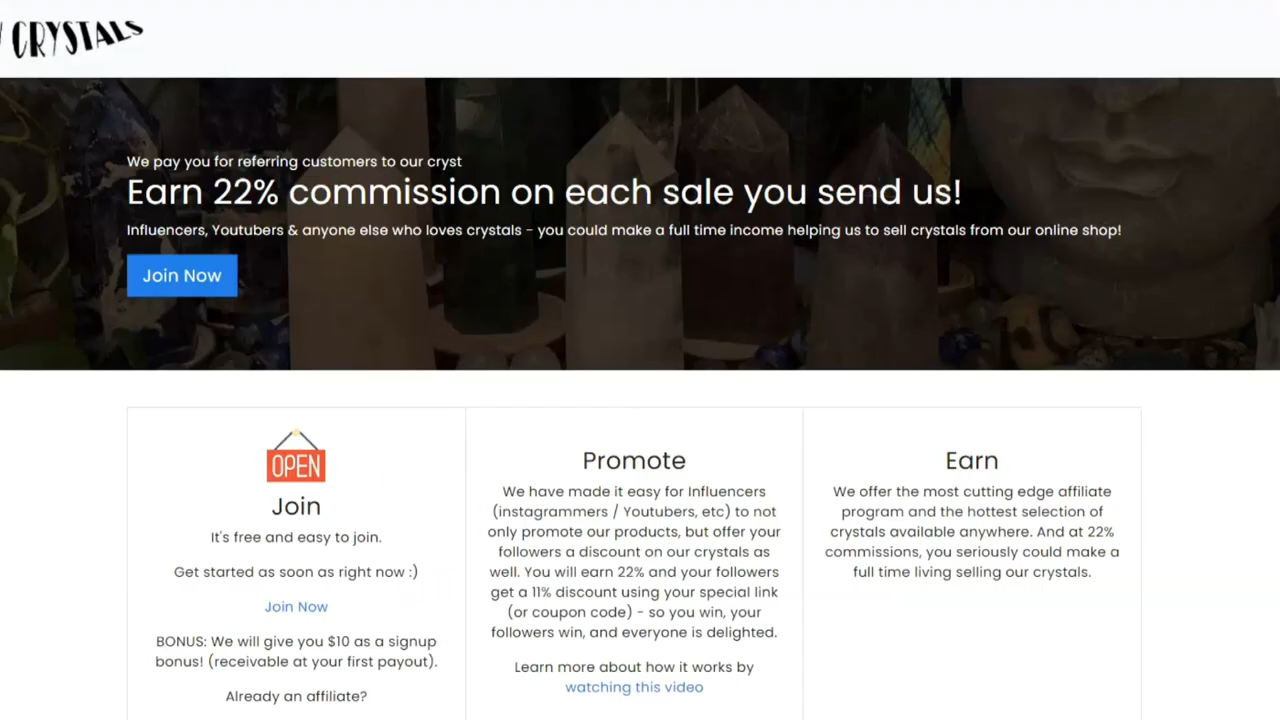 CRYSTALS
We pay you for referring customers to our cryst
Earn 22% commission on each sale you send us!
Influencers, Youtubers & anyone else who loves crystals - you could make a full time income helping us to sell crystals from our online shop!
Join Now
OPEN
Join
It's free and easy to join.
Get started as soon as right now :)
Join Now
BONUS: We will give you $10 as a signup
bonus! (receivable at your first payout).
Already an affiliate?
Promote
We have made it easy for Influencers
(instagrammers / Youtubers, etc) to not
only promote our products, but offer your
followers a discount on our crystals as
well. You will earn 22% and your followers
get a 11% discount using your special link
(or coupon code) - so you win, your
followers win, and everyone is delighted.
Learn more about how it works by
watching this video
Earn
We offer the most cutting edge affiliate
program and the hottest selection of
crystals available anywhere. And at 22%
commissions, you seriously could make a
full time living selling our crystals.